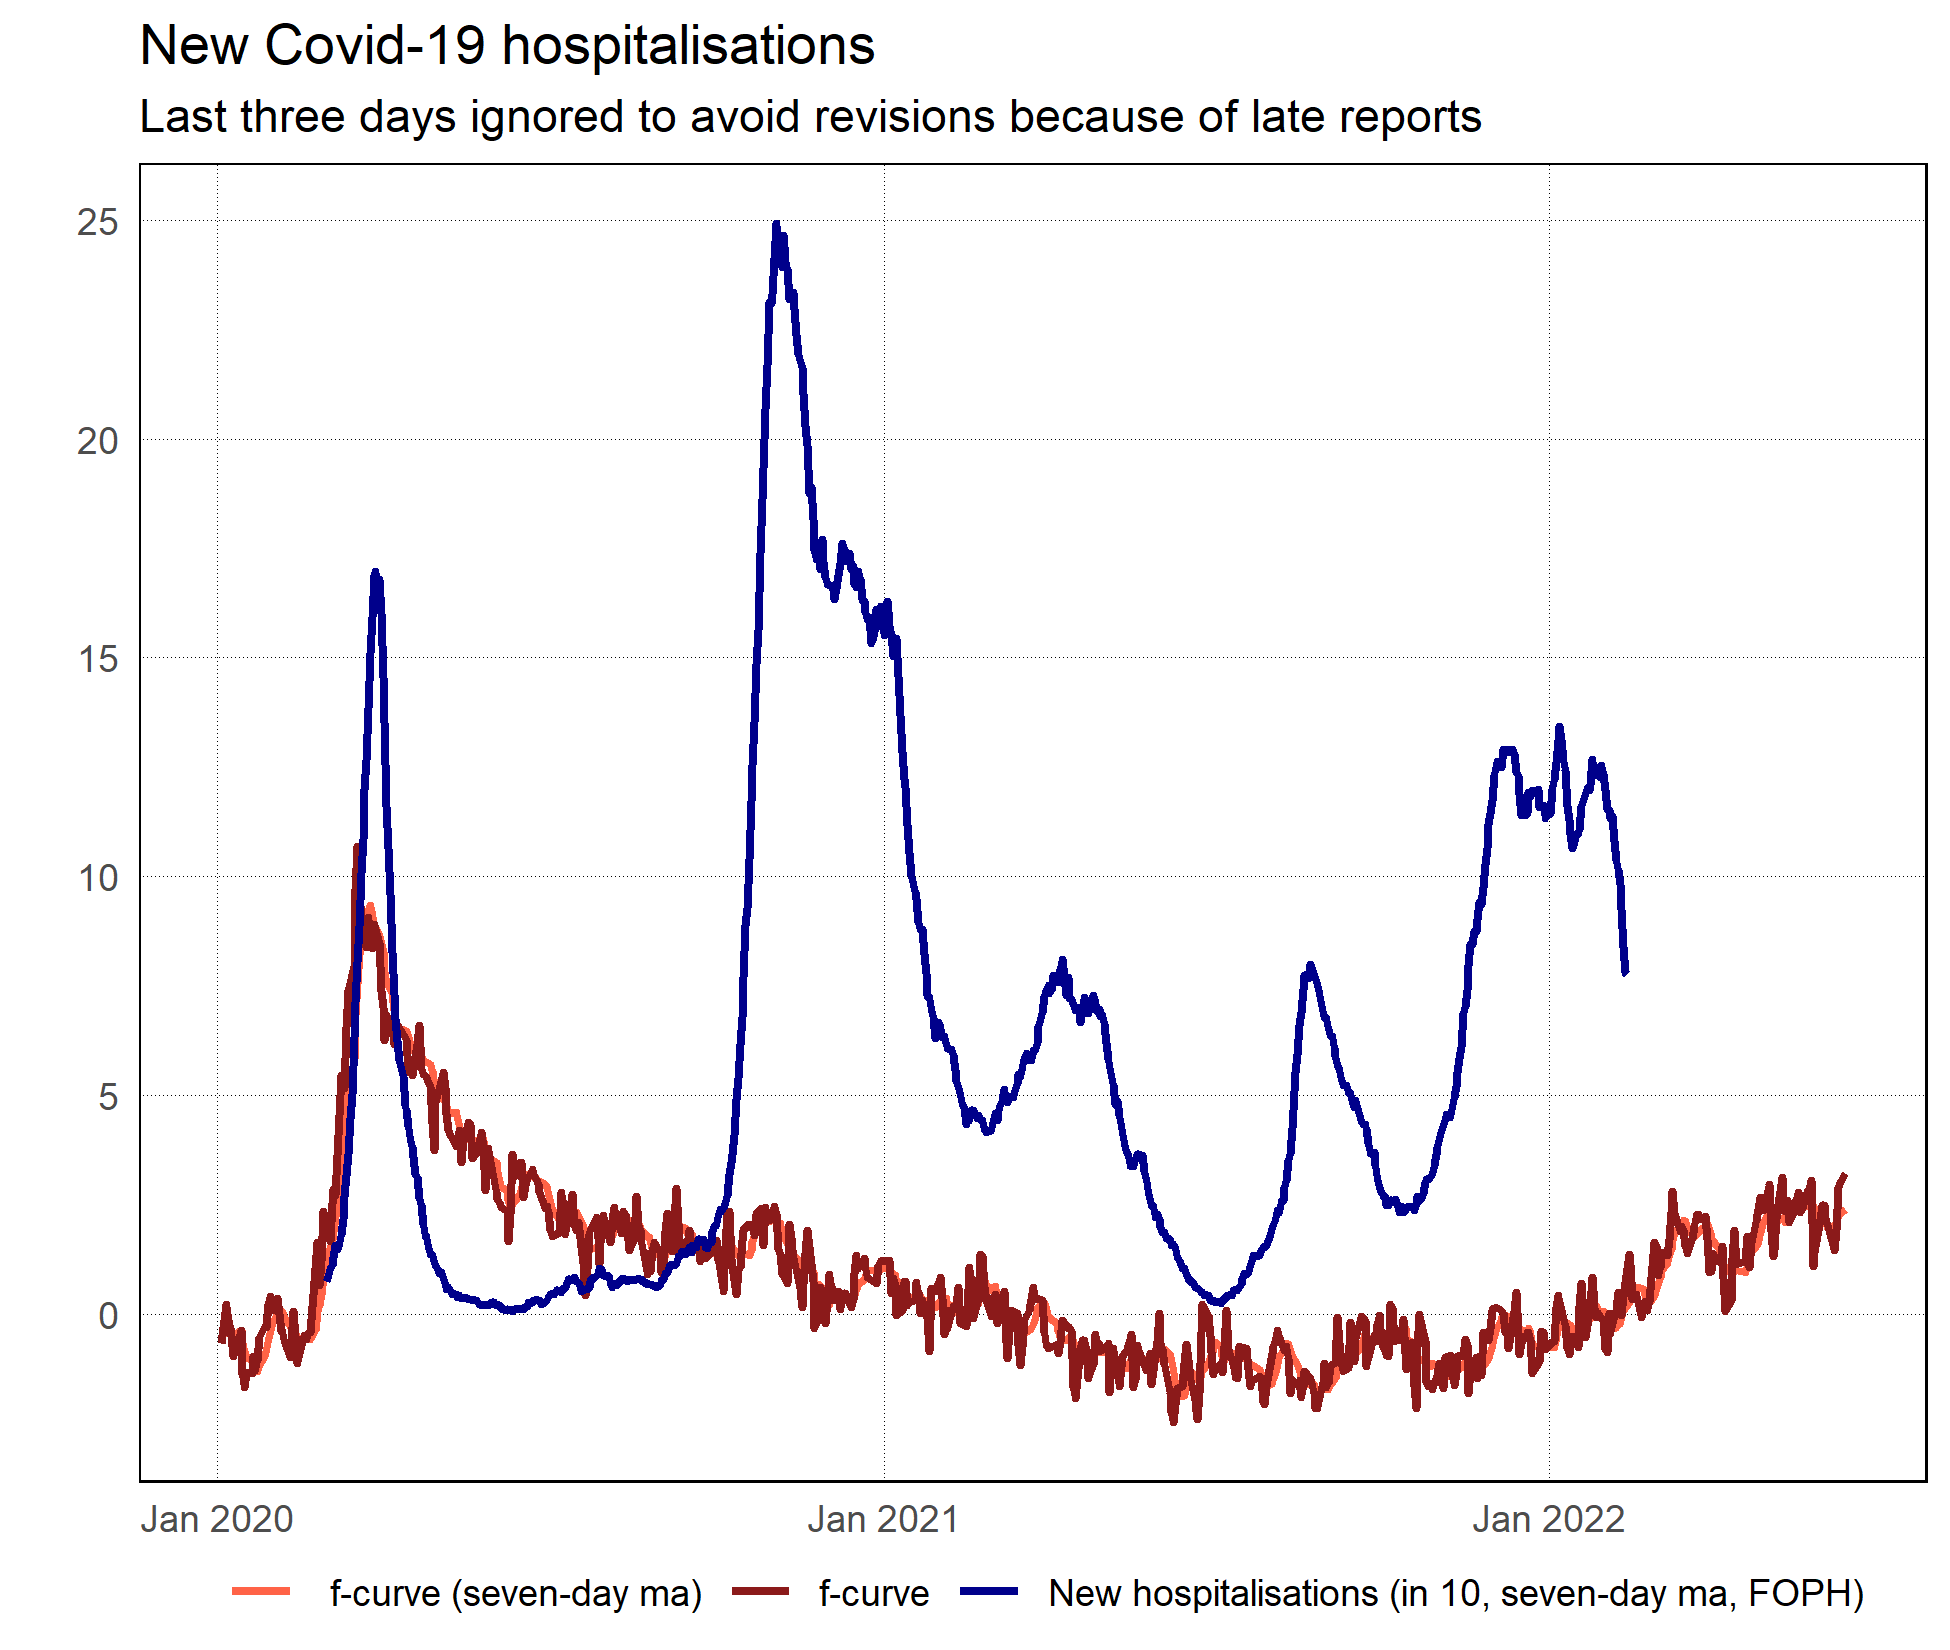 New Covid-19 hospitalisations
Last three days ignored to avoid revisions because of late reports
25
20
15
10
5
0
Jan 2020 Jan 2021 Jan 2022
f-curve (seven-day ma) f-curve New hospitalisations (in 10, seven-day ma, FOPH)